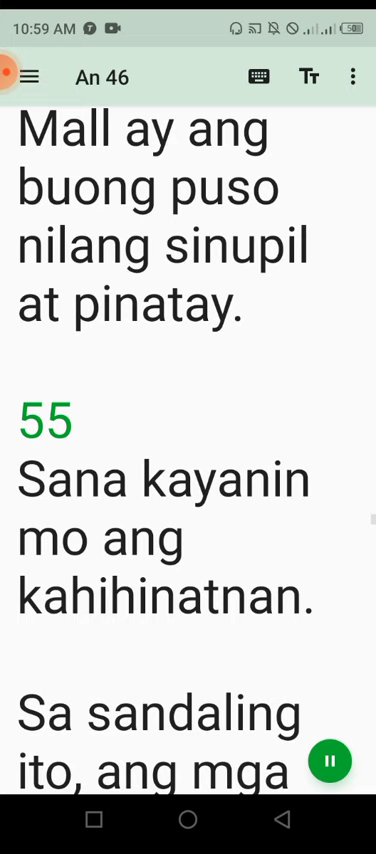 10:59 AM
50
An 46
Mall ay ang
buong puso
nilang sinupil
at pinatay.
55
Sana kayanin
mo ang
kahihinatnan.
Sa sandaling
ito, ang mga